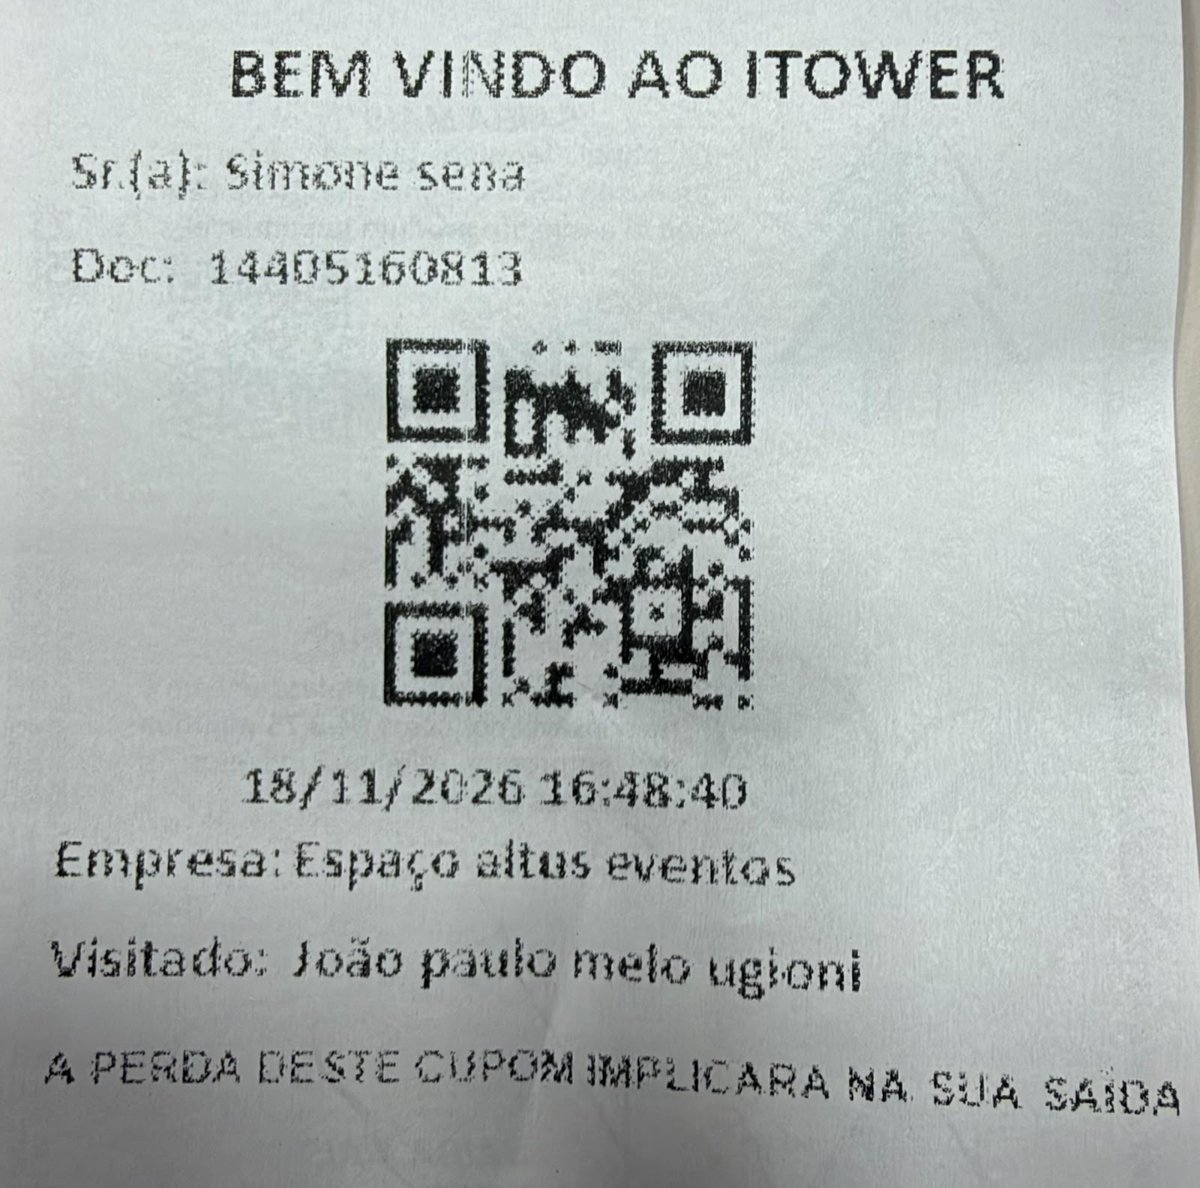 BEM VINDO AO ITOWER
Sr.(a): Simone sena
Doc: 14405160813
18/11/2026 16:48:40
Empresa: Espaço altus eventos
Visitado: João paulo melo ugioni
A PERDA DESTE CUPOM IMPLICARA NA SUA SAÍDA